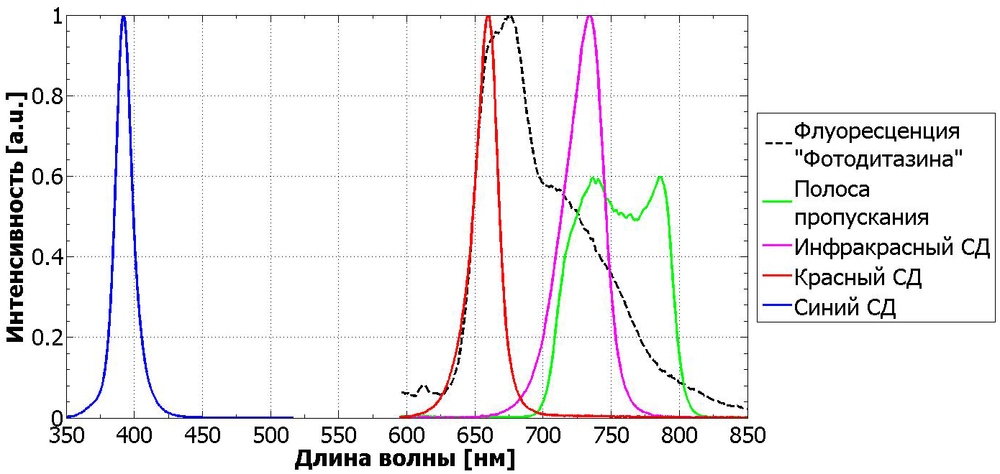 Интенсивность [a.u.]
1
0.8
0.6
0.4
0.2
0
350 400 450 500 550 600 650 700 750 800 850
Длина волны [нм]
Флуоресценция
"Фотодитазина"
Полоса
пропускания
Инфракрасный СД
Красный СД
Синий СД